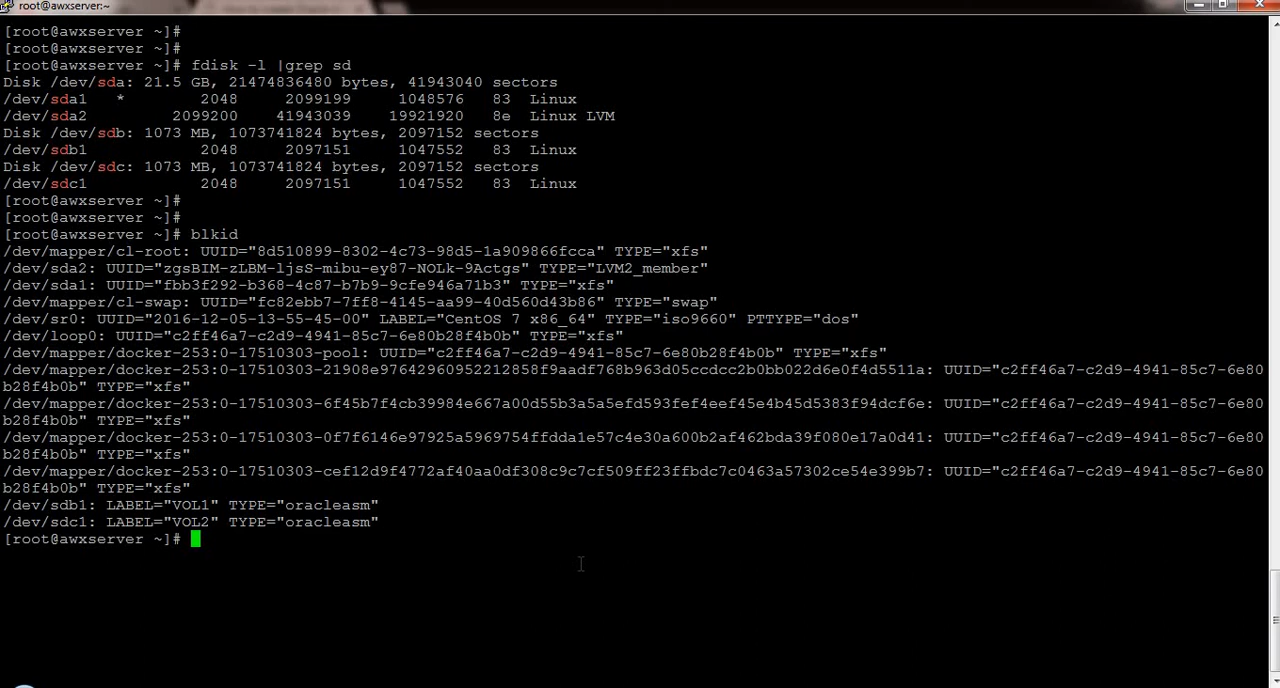 root@awxserver:~
[root@awxserver ~]#
[root@awxserver ~]#
[root@awxserver ~]# fdisk -l |grep sd
Disk /dev/sda: 21.5 GB, 21474836480 bytes, 41943040 sectors
/dev/sda1   *        2048     2099199     1048576   83  Linux
/dev/sda2         2099200    41943039    19921920   8e  Linux LVM
Disk /dev/sdb: 1073 MB, 1073741824 bytes, 2097152 sectors
/dev/sdb1            2048     2097151     1047552   83  Linux
Disk /dev/sdc: 1073 MB, 1073741824 bytes, 2097152 sectors
/dev/sdc1            2048     2097151     1047552   83  Linux
[root@awxserver ~]#
[root@awxserver ~]#
[root@awxserver ~]# blkid
/dev/mapper/cl-root: UUID="8d510899-8302-4c73-98d5-1a909866fcca" TYPE="xfs"
/dev/sda2: UUID="zgsBIM-zLBM-ljsS-mibu-ey87-NOLk-9Actgs" TYPE="LVM2_member"
/dev/sda1: UUID="fbb3f292-b368-4c87-b7b9-9cfe946a71b3" TYPE="xfs"
/dev/mapper/cl-swap: UUID="fc82ebb7-7ff8-4145-aa99-40d560d43b86" TYPE="swap"
/dev/sr0: UUID="2016-12-05-13-55-45-00" LABEL="CentOS 7 x86_64" TYPE="iso9660" PTTYPE="dos"
/dev/loop0: UUID="c2ff46a7-c2d9-4941-85c7-6e80b28f4b0b" TYPE="xfs"
/dev/mapper/docker-253:0-17510303-pool: UUID="c2ff46a7-c2d9-4941-85c7-6e80b28f4b0b" TYPE="xfs"
/dev/mapper/docker-253:0-17510303-21908e97642960952212858f9aadf768b963d05ccdcc2b0bb022d6e0f4d5511a: UUID="c2ff46a7-c2d9-4941-85c7-6e80
b28f4b0b" TYPE="xfs"
/dev/mapper/docker-253:0-17510303-6f45b7f4cb39984e667a00d55b3a5a5efd593fef4eef45e4b45d5383f94dcf6e: UUID="c2ff46a7-c2d9-4941-85c7-6e80
b28f4b0b" TYPE="xfs"
/dev/mapper/docker-253:0-17510303-0f7f6146e97925a5969754ffdda1e57c4e30a600b2af462bda39f080e17a0d41: UUID="c2ff46a7-c2d9-4941-85c7-6e80
b28f4b0b" TYPE="xfs"
/dev/mapper/docker-253:0-17510303-cef12d9f4772af40aa0df308c9c7cf509ff23ffbdc7c0463a57302ce54e399b7: UUID="c2ff46a7-c2d9-4941-85c7-6e80
b28f4b0b" TYPE="xfs"
/dev/sdb1: LABEL="VOL1" TYPE="oracleasm"
/dev/sdc1: LABEL="VOL2" TYPE="oracleasm"
[root@awxserver ~]#